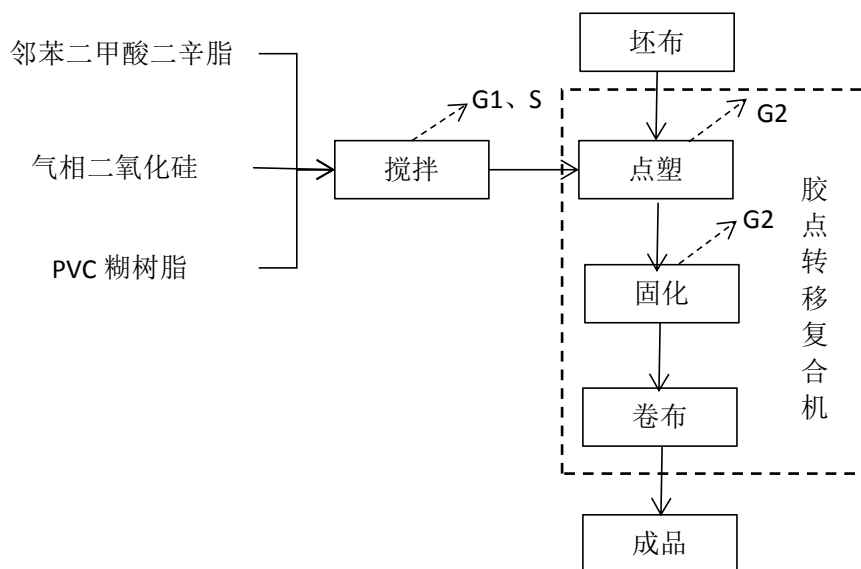 坯布
邻苯二甲酸二辛脂
G1、S
G2
气相二氧化硅
搅拌
点塑
G2
PVC 糊树脂
固化
胶点转移复合机
卷布
成品